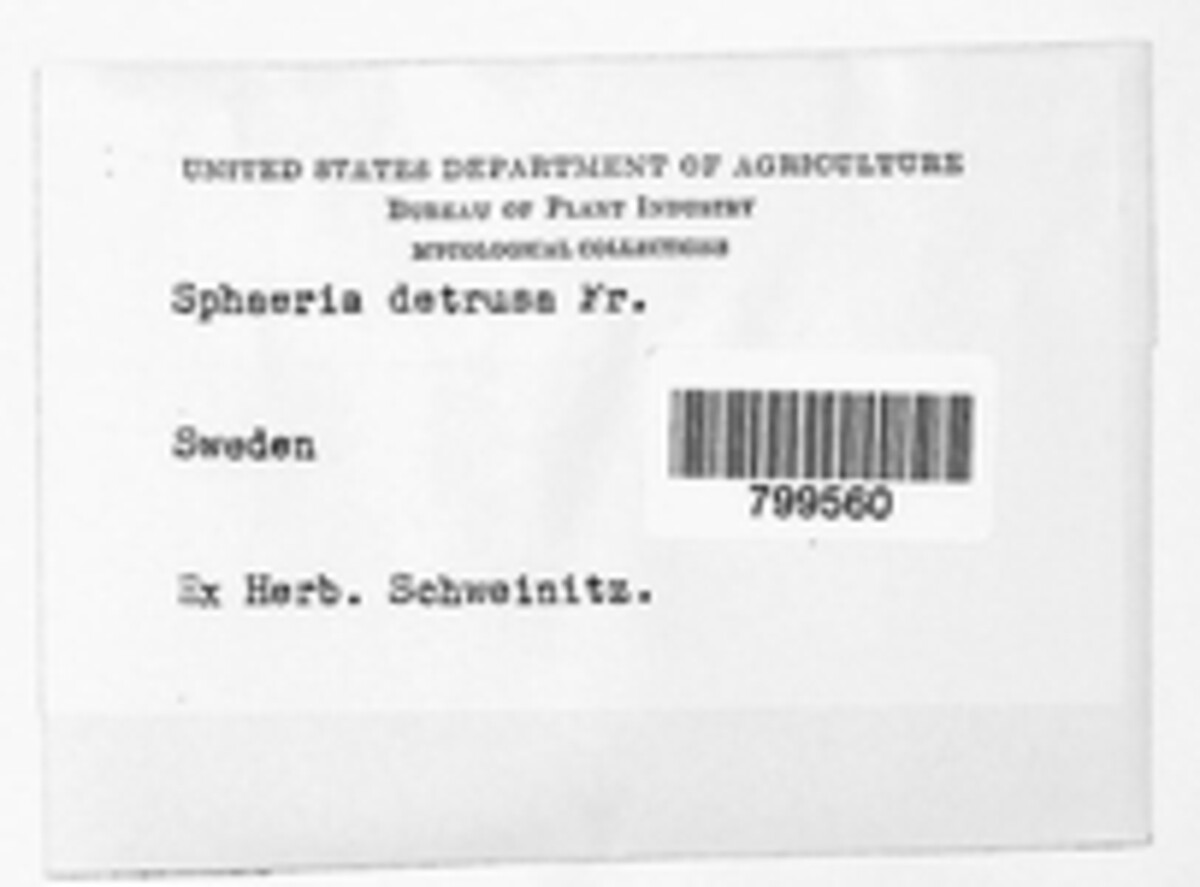 UNITED STATES DEPARTMENT OF AGRICULTURE
BUREAU OF PLANT INDUSTRY
MYCOLOGICAL COLLECTIONS
Sphaeria detrusa Fr.
Sweden
799560
Ex Herb. Schweinitz.